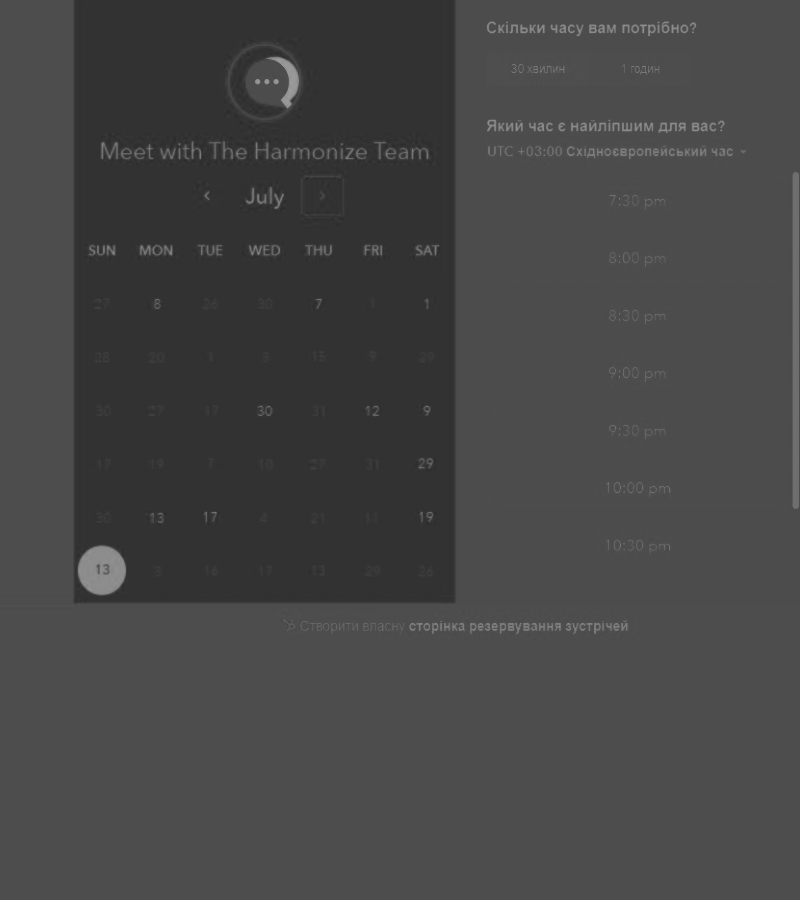 Meet with The Harmonize Team
July
SUN MON TUE WED THU FRI SAT
27 8 26 30 7 1 1
28 20 1 8 15 9 29
30 27 17 30 31 12 9
17 19 7 10 27 31 29
30 13 17 4 21 11 19
13 8 16 17 13 29 26
Скільки часу вам потрібно?
30 хвилин 1 годин
Який час є найліпшим для вас?
UTC +03:00 Східноєвропейський час
7:30 pm
8:00 pm
8:30 pm
9:00 pm
9:30 pm
10:00 pm
10:30 pm
Створити власну сторінка резервування зустрічей